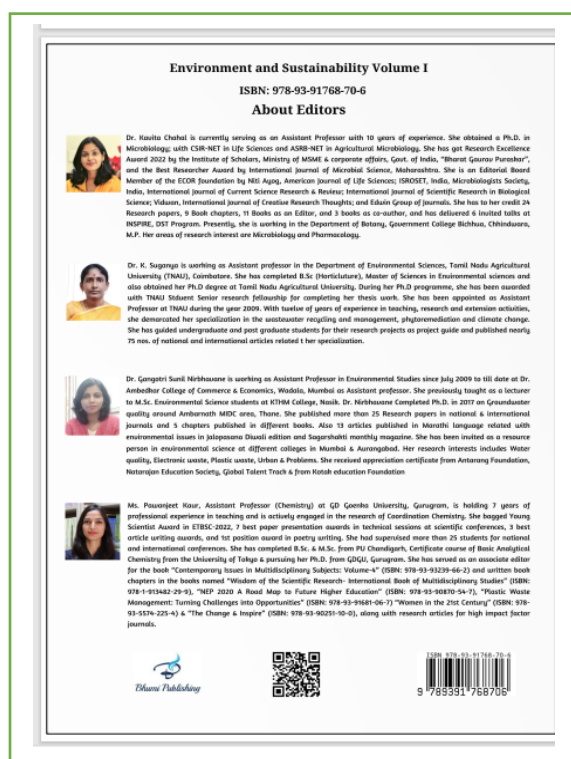 Environment and Sustainability Volume I
ISBN: 978-93-91768-70-6
About Editors
Dr. Kavita Chahal is currently serving as an Assistant Professor with 10 years of experience. She obtained a Ph.D. in
Microbiology; with CSIR-NET in Life Sciences and ASRB-NET in Agricultural Microbiology. She has got Research Excellence
Award 2022 by the Institute of Scholars, Ministry of MSME & corporate affairs, Govt. of India, "Bharat Gaurav Puraskar",
and the Best Researcher Award by International Journal of Microbial Science, Maharashtra. She is an Editorial Board
Member of the ECOR foundation by Niti Ayog, American Journal of Life Sciences; ISROSET, India, Microbiologists Society,
India, International Journal of Current Science Research & Review; International Journal of Scientific Research in Biological
Science; Vidwan, International Journal of Creative Research Thoughts; and Edwin Group of Journals. She has to her credit 24
Research papers, 9 Book chapters, 11 Books as an Editor, and 3 books as co-author, and has delivered 6 invited talks at
INSPIRE, DST Program. Presently, she is working in the Department of Botany, Government College Bichhua, Chhindwara,
M.P. Her areas of research interest are Microbiology and Pharmacology.
Dr. K. Suganya is working as Assistant professor in the Department of Environmental Sciences, Tamil Nadu Agricultural
University (TNAU), Coimbatore. She has completed B.Sc (Horticluture), Master of Sciences in Environmental sciences and
also obtained her Ph.D degree at Tamil Nadu Agricultural University. During her Ph.D programme, she has been awarded
with TNAU Stduent Senior research fellowship for completing her thesis work. She has been appointed as Assistant
Professor at TNAU during the year 2009. With twelve of years of experience in teaching, research and extension activities,
she demarcated her specialization in the wastewater recycling and management, phytoremediation and climate change.
She has guided undergraduate and post graduate students for their research projects as project guide and published nearly
75 nos. of national and international articles related t her specialization.
Dr. Gangotri Sunil Nirbhavane is working as Assistant Professor in Environmental Studies since July 2009 to till date at Dr.
Ambedkar College of Commerce & Economics, Wadala, Mumbai as Assistant professor. She previously taught as a lecturer
to M.Sc. Environmental Science students at KTHM College, Nasik. Dr. Nirbhavane Completed Ph.D. in 2017 on Groundwater
quality around Ambarnath MIDC area, Thane. She published more than 25 Research papers in national & international
journals and 5 chapters published in different books. Also 13 articles published in Marathi language related with
environmental issues in Jalopasana Diwali edition and Sagarshakti monthly magazine. She has been invited as a resource
person in environmental science at different colleges in Mumbai & Aurangabad. Her research interests includes Water
quality, Electronic waste, Plastic waste, Urban & Problems. She received appreciation certificate from Antarang Foundation,
Natarajan Education Society, Global Talent Track & from Kotak education Foundation
Ms. Pawanjeet Kaur, Assistant Professor (Chemistry) at GD Goenka University, Gurugram, is holding 7 years of
professional experience in teaching and is actively engaged in the research of Coordination Chemistry. She bagged Young
Scientist Award in ETBSC-2022, 7 best paper presentation awards in technical sessions at scientific conferences, 3 best
article writing awards, and 1st position award in poetry writing. She had supervised more than 25 students for national
and international conferences. She has completed B.Sc. & M.Sc. from PU Chandigarh, Certificate course of Basic Analytical
Chemistry from the University of Tokyo & pursuing her Ph.D. from GDGU, Gurugram. She has served as an associate editor
for the book "Contemporary Issues in Multidisciplinary Subjects: Volume-4" (ISBN: 978-93-93239-66-2) and written book
chapters in the books named "Wisdom of the Scientific Research- International Book of Multidisciplinary Studies" (ISBN:
978-1-913482-29-9), "NEP 2020 A Road Map to Future Higher Education" (ISBN: 978-93-90870-54-7), "Plastic Waste
Management: Turning Challenges into Opportunities" (ISBN: 978-93-91681-06-7) "Women in the 21st Century" (ISBN: 978-
93-5574-225-4) & "The Change & Inspire" (ISBN: 978-93-90251-10-0), along with research articles for high impact factor
journals.
Bhumi Publishing
ISBN 978-93-91768-70-6
9 789391 768706